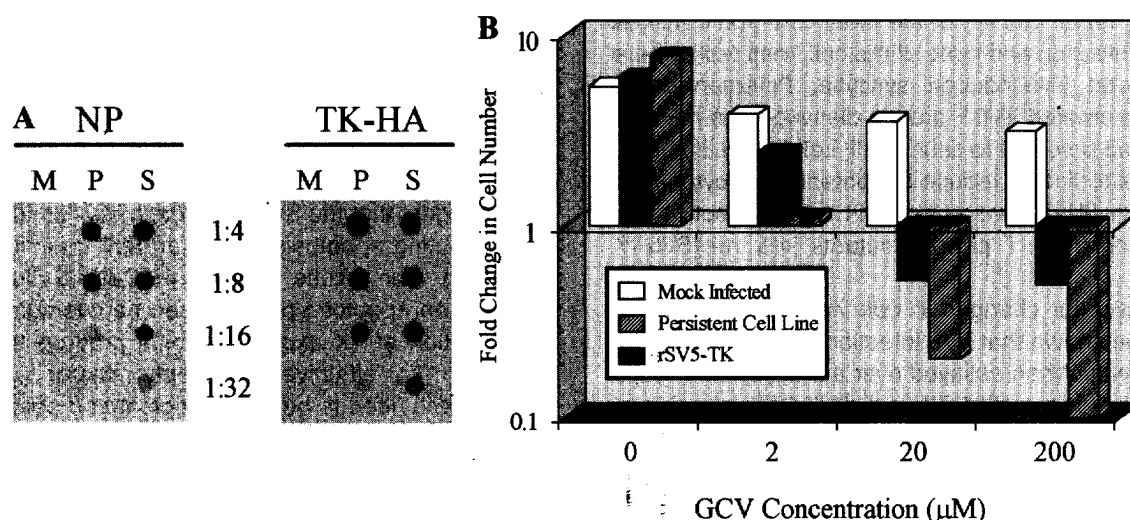 A NP
M P S
TK-HA
M P S
1:4
1:8
1:16
1:32
B
Fold Change in Cell Number
10
1
0.1
Mock Infected
Persistent Cell Line
rSV5-TK
0 2 20 200
GCV Concentration (μM)